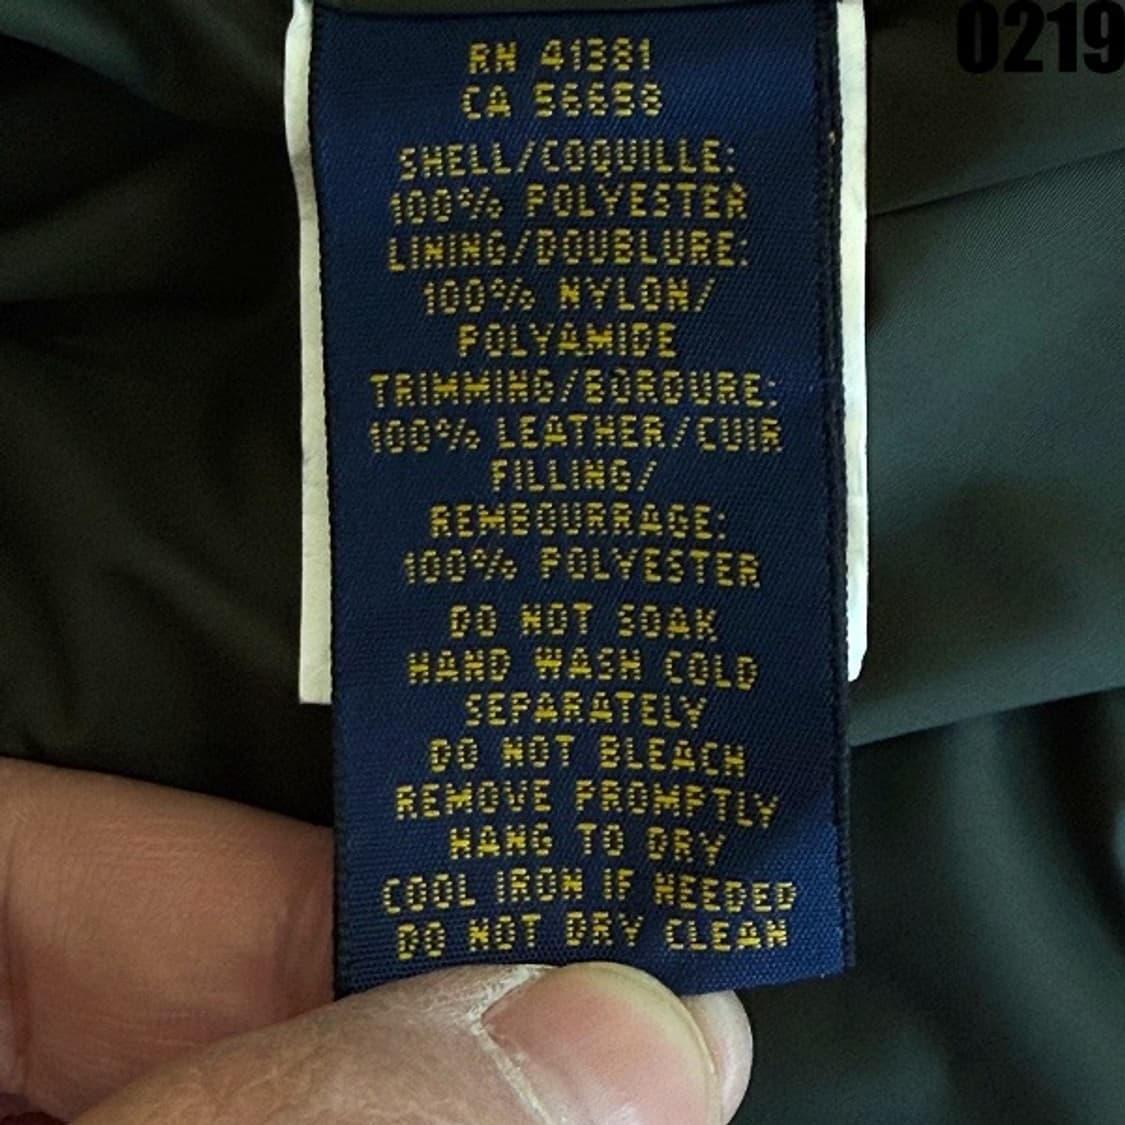 0219
RN 41381
CA 56658
SHELL/COQUILLE:
100% POLYESTER
LINING/DOUBLURE:
100% NYLON/
POLYAMIDE
TRIMMING/BORDURE:
100% LEATHER/CUIR
FILLING/
REMBOURRAGE:
100% POLYESTER
DO NOT SOAK
HAND WASH COLD
SEPARATELY
DO NOT BLEACH
REMOVE PROMPTLY
HANG TO DRY
COOL IRON IF NEEDED
DO NOT DRY CLEAN